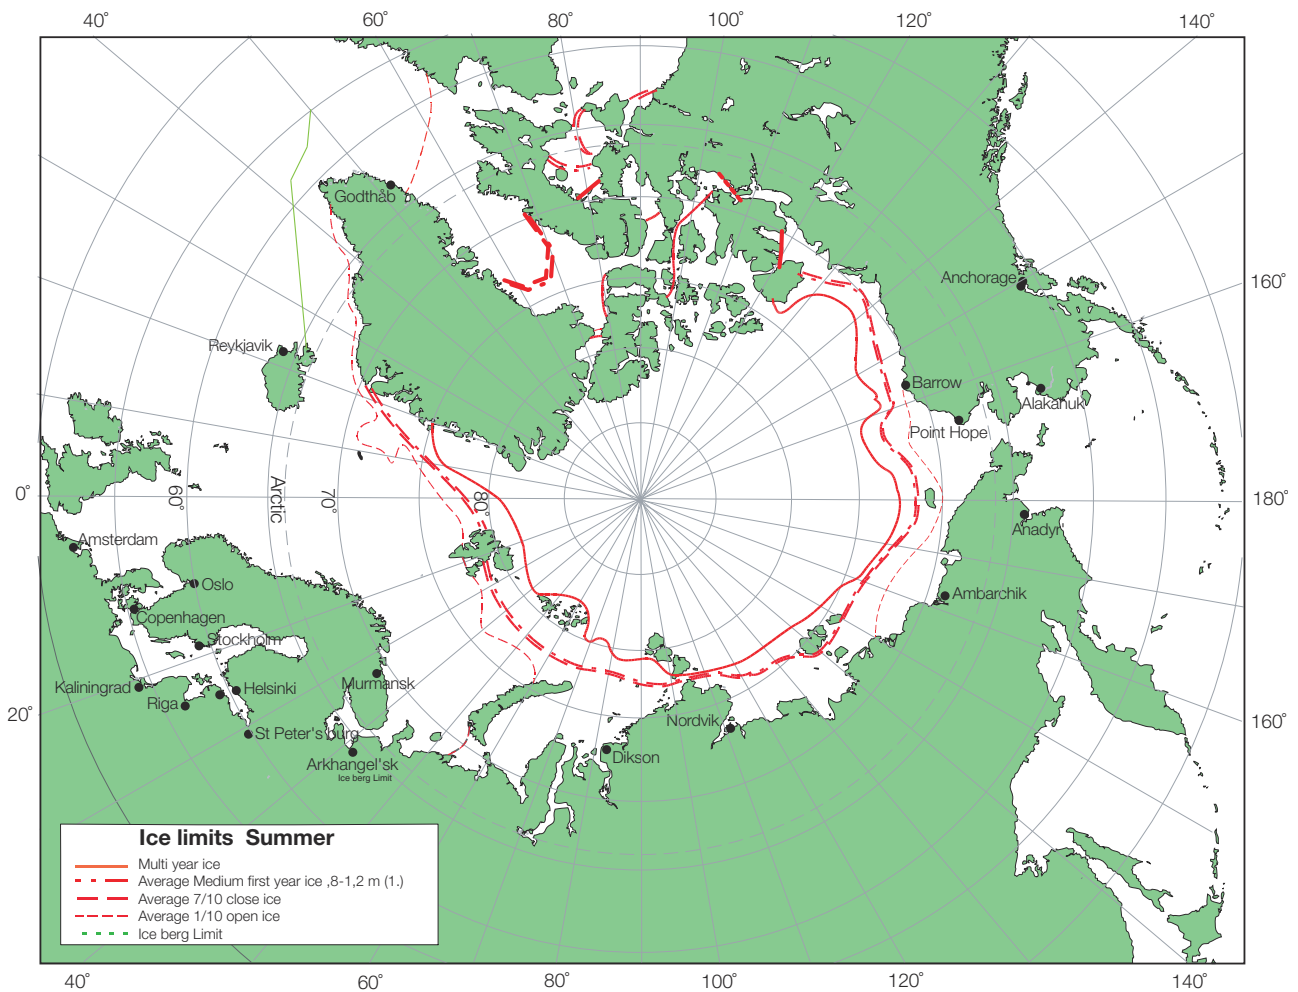 40°
60°
80°
100°
120°
140°
Godthåb
Anchorage
160°
Reykjavik
Barrow
Alakanuk
Point Hope
0°
60°
Arctic
70°
80°
180°
Anadyr
Amsterdam
Oslo
Ambarchik
Copenhagen
Stockholm
Kaliningrad
Helsinki
Murmansk
Riga
20°
St Peter's burg
Nordvik
160°
Arkhangel'sk
Ice berg Limit
Dikson
Ice limits Summer
Multi year ice
Average Medium first year ice ,8-1,2 m (1.)
Average 7/10 close ice
Average 1/10 open ice
Ice berg Limit
40°
60°
80°
100°
120°
140°